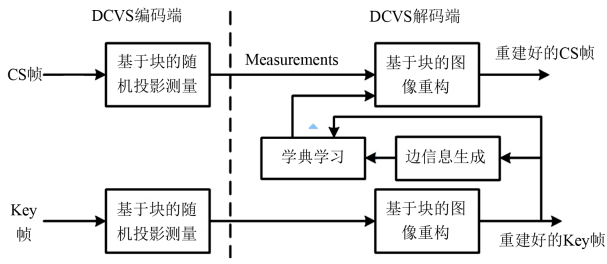 DCVS编码端
DCVS解码端
CS帧
基于块的随
机投影测量
Measurements
基于块的图
像重构
重建好的CS帧
学典学习
边信息生成
Key
帧
基于块的随
机投影测量
基于块的图
像重构
重建好的Key帧